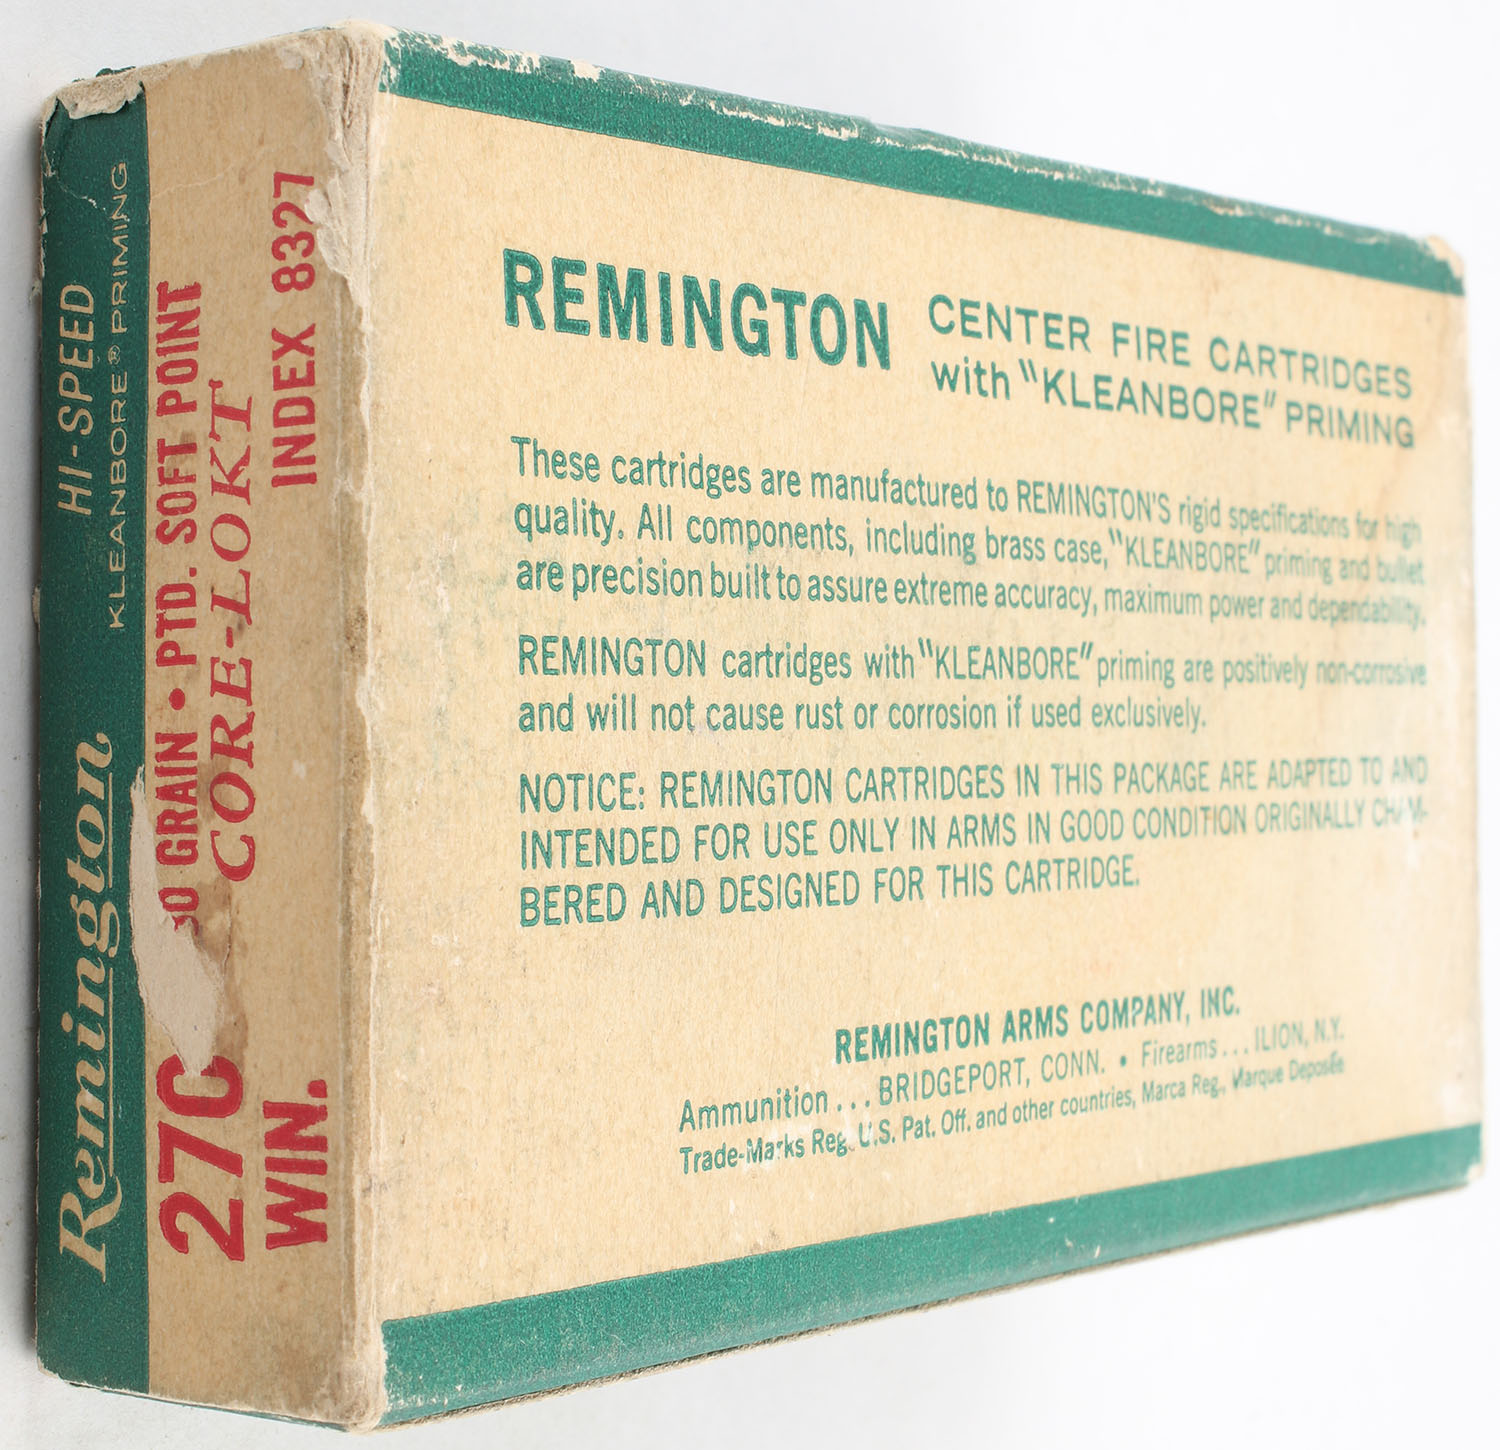 Remington
HI-SPEED
KLEANBORE® PRIMING
270
GRAIN • PTD. SOFT POINT
CORE-LOKT
WIN.
INDEX 8327
REMINGTON
CENTER FIRE CARTRIDGES
with "KLEANBORE" PRIMING
These cartridges are manufactured to REMINGTON'S rigid specifications for high
quality. All components, including brass case, "KLEANBORE" priming and bullet
are precision built to assure extreme accuracy, maximum power and dependability.
REMINGTON cartridges with "KLEANBORE" priming are positively non-corrosive
and will not cause rust or corrosion if used exclusively.
NOTICE: REMINGTON CARTRIDGES IN THIS PACKAGE ARE ADAPTED TO AND
INTENDED FOR USE ONLY IN ARMS IN GOOD CONDITION ORIGINALLY CHAM-
BERED AND DESIGNED FOR THIS CARTRIDGE.
REMINGTON ARMS COMPANY, INC.
Ammunition . . . BRIDGEPORT, CONN. • Firearms . . . ILION, N.Y.
Trade-Marks Reg. U.S. Pat. Off. and other countries, Marca Reg., Marque Deposée